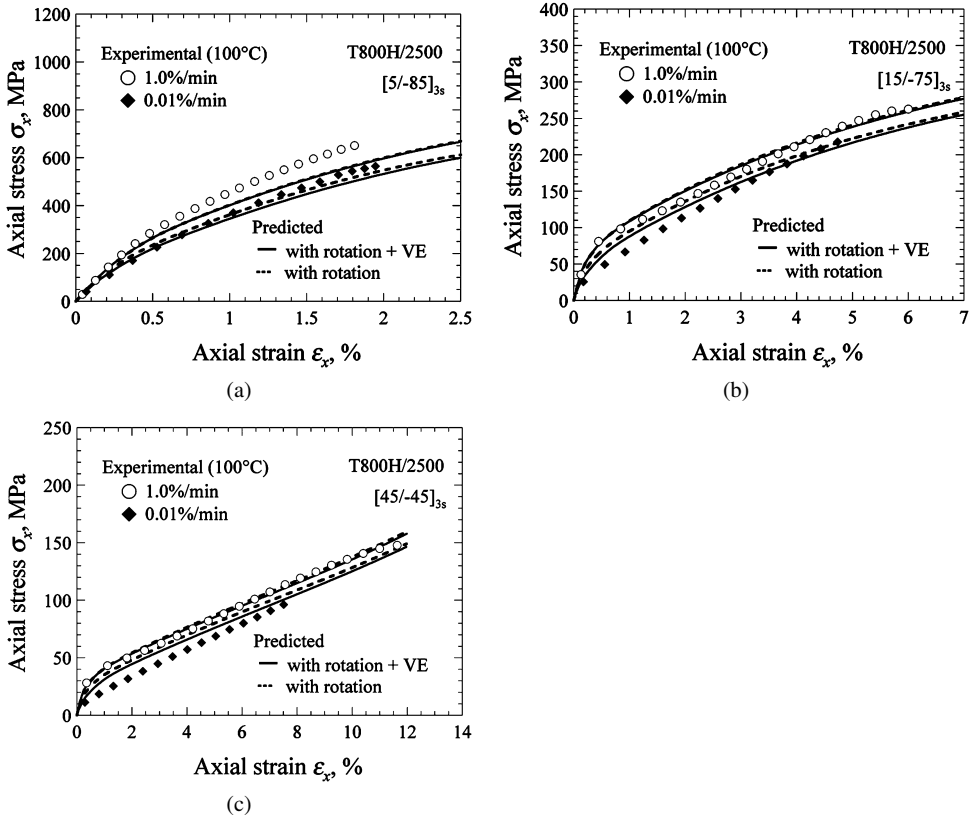 1200
1000
800
600
400
200
0
Axial stress σx, MPa
Experimental (100°C)
1.0%/min
0.01%/min
T800H/2500
[5/-85]3s
Predicted
with rotation + VE
with rotation
0 0.5 1 1.5 2 2.5
Axial strain εx, %
(a)
400
350
300
250
200
150
100
50
0
Axial stress σx, MPa
Experimental (100°C)
1.0%/min
0.01%/min
T800H/2500
[15/-75]3s
Predicted
with rotation + VE
with rotation
0 1 2 3 4 5 6 7
Axial strain εx, %
(b)
250
200
150
100
50
0
Axial stress σx, MPa
Experimental (100°C)
1.0%/min
0.01%/min
T800H/2500
[45/-45]3s
Predicted
with rotation + VE
with rotation
0 2 4 6 8 10 12 14
Axial strain εx, %
(c)